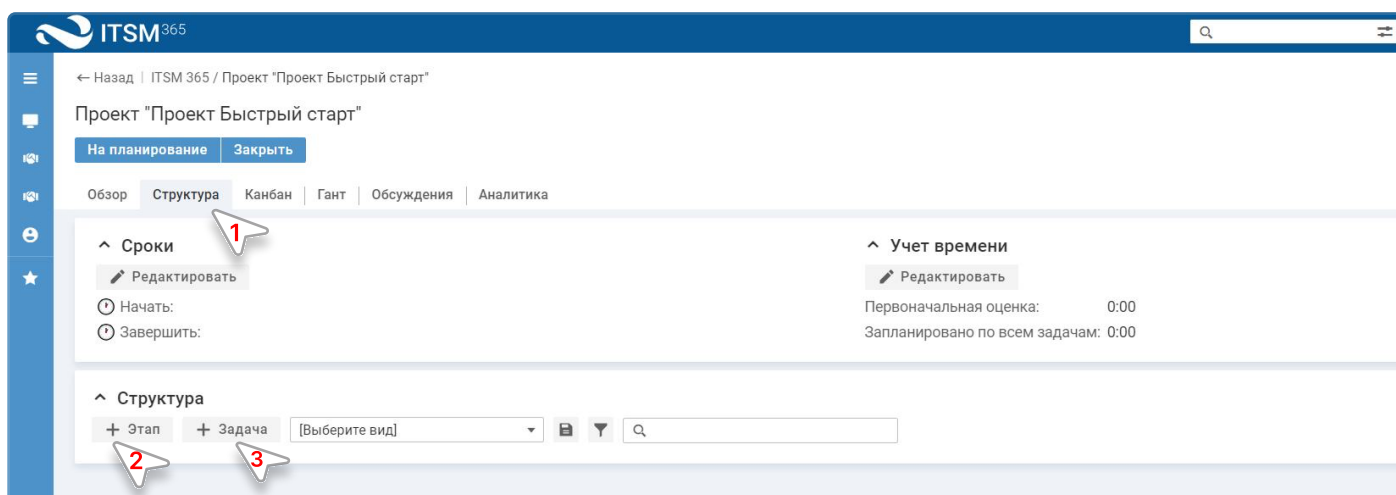 ITSM 365
← Назад | ITSM 365 / Проект "Проект Быстрый старт"
Проект "Проект Быстрый старт"
На планирование Закрыть
Обзор Структура Канбан Гант Обсуждения Аналитика
1
Сроки
Редактировать
Начать:
Завершить:
Учет времени
Редактировать
Первоначальная оценка: 0:00
Запланировано по всем задачам: 0:00
Структура
+ Этап + Задача [Выберите вид]
2 3